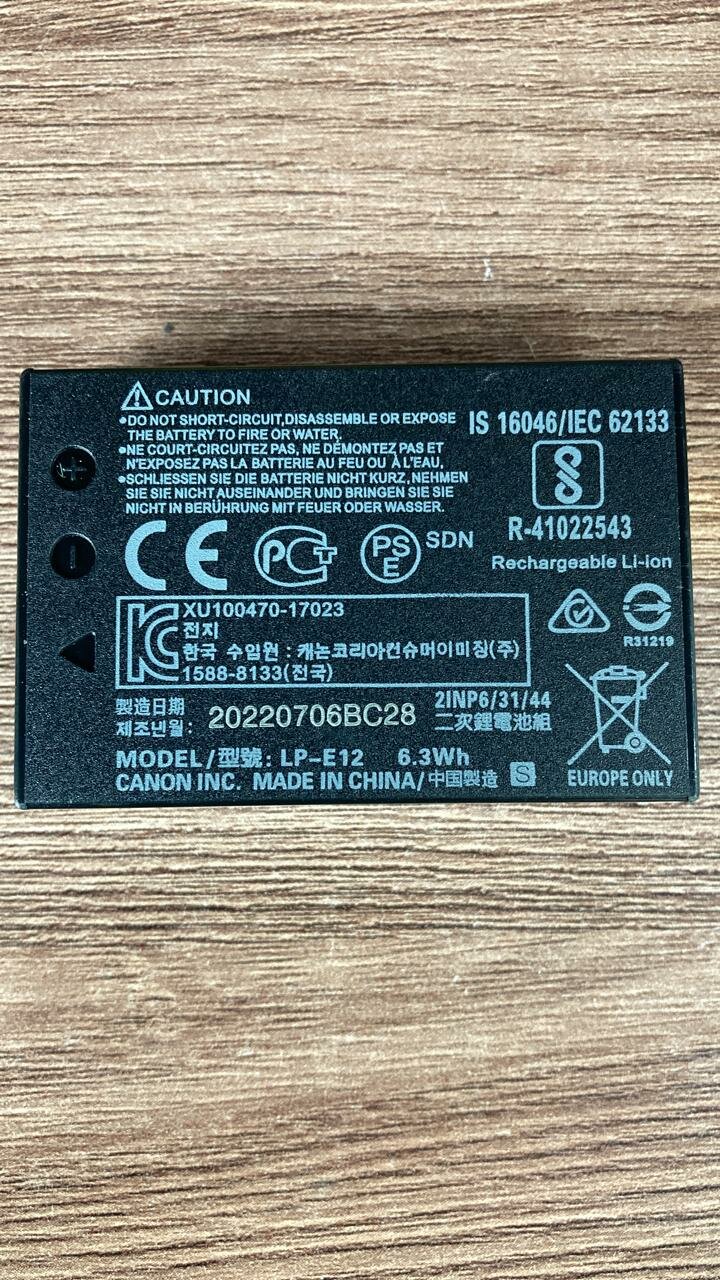 CAUTION
•DO NOT SHORT-CIRCUIT,DISASSEMBLE OR EXPOSE
THE BATTERY TO FIRE OR WATER.
•NE COURT-CIRCUITEZ PAS, NE DÉMONTEZ PAS ET
N'EXPOSEZ PAS LA BATTERIE AU FEU OU À L'EAU,
•SCHLIESSEN SIE DIE BATTERIE NICHT KURZ, NEHMEN
SIE SIE NICHT AUSEINANDER UND BRINGEN SIE SIE
NICHT IN BERÜHRUNG MIT FEUER ODER WASSER.
IS 16046/IEC 62133
R-41022543
Rechargeable Li-ion
CE
PCT
PSE
SDN
R31219
KC
XU100470-17023
전지
한국 수입원 : 캐논코리아컨슈머이미징(주)
1588-8133(전국)
製造日期
제조년월:
20220706BC28
2INP6/31/44
二次鋰電池組
MODEL/型號: LP-E12 6.3Wh
CANON INC. MADE IN CHINA/中国製造 S
EUROPE ONLY